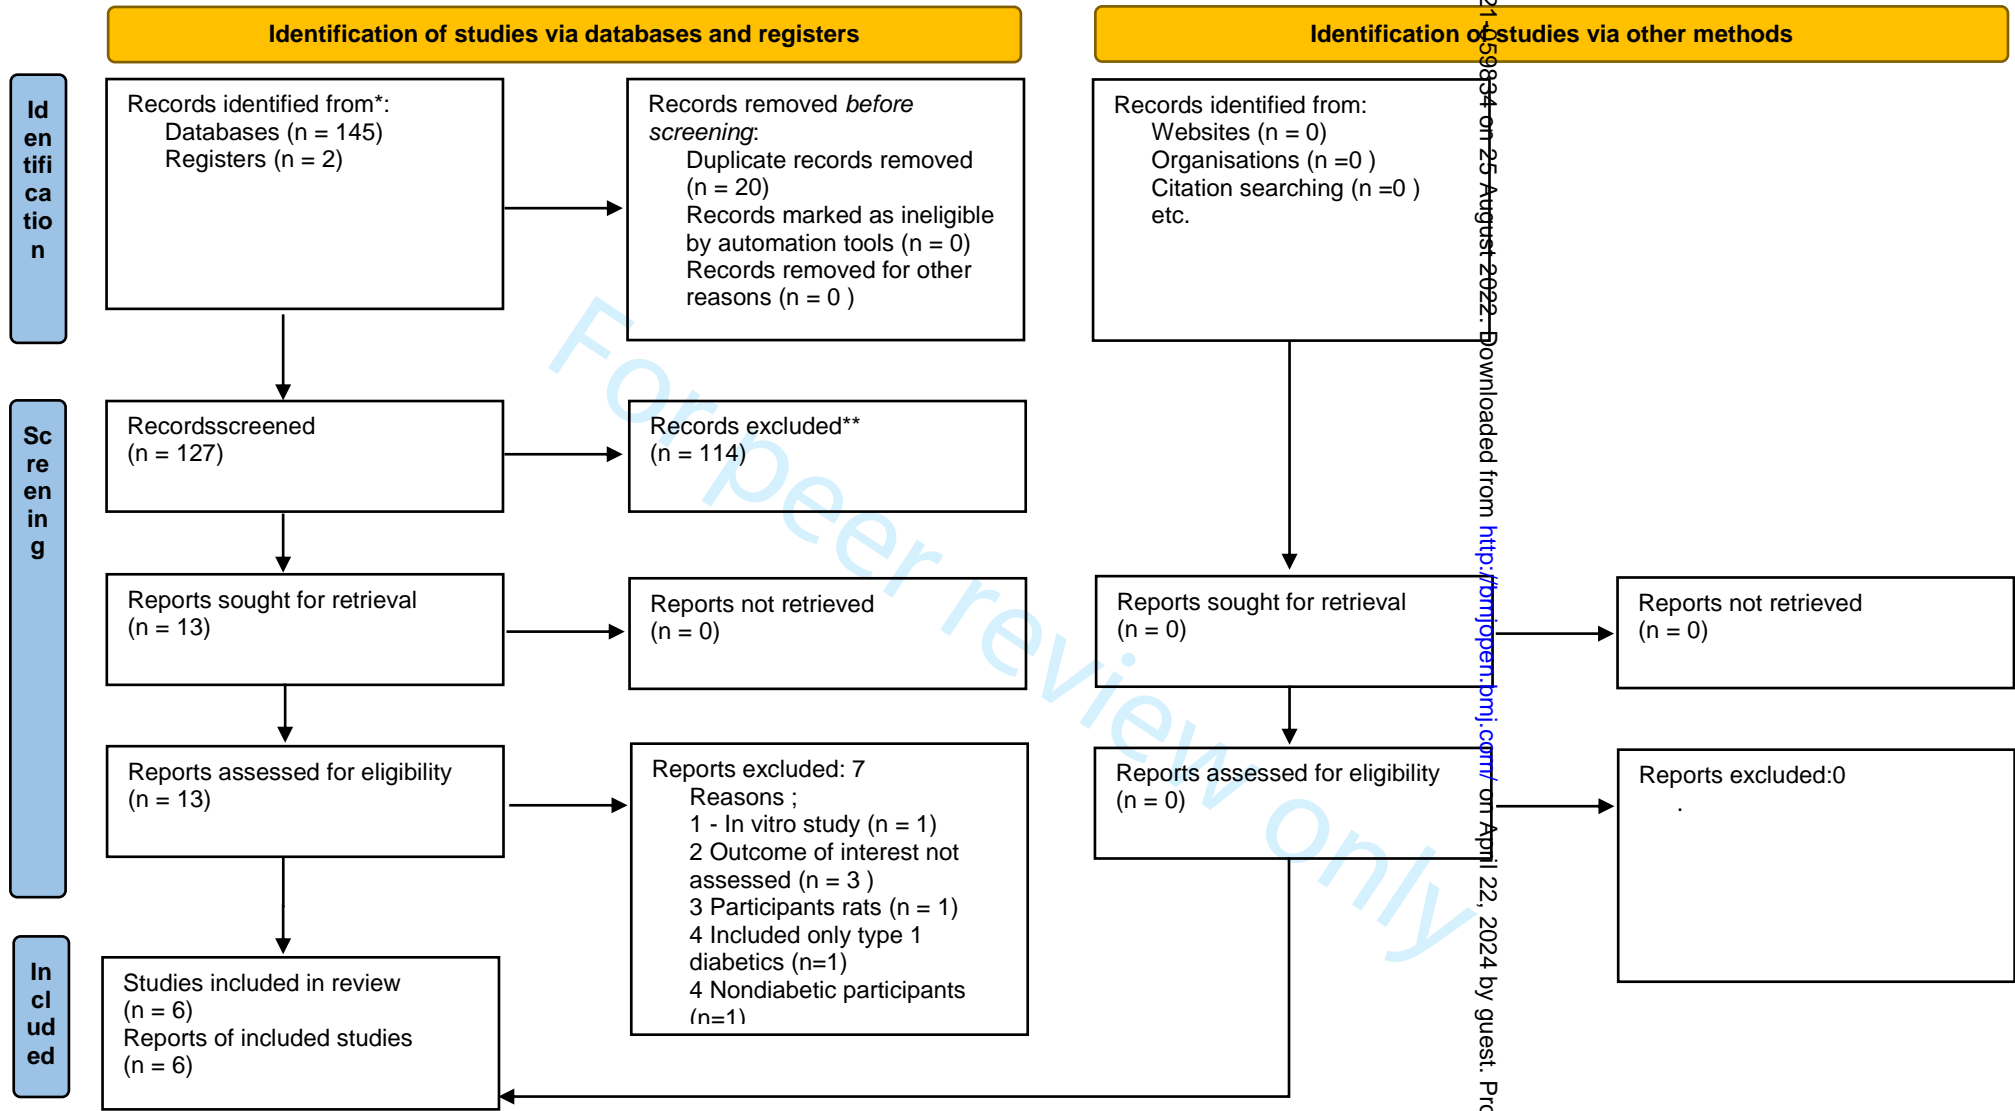 Identification of studies via databases and registers
Identification of studies via other methods
Id
en
tifi
ca
tio
n
Records identified from*:
Databases (n = 145)
Registers (n = 2)
Records removed before
screening:
Duplicate records removed
(n = 20)
Records marked as ineligible
by automation tools (n = 0)
Records removed for other
reasons (n = 0 )
Records identified from:
Websites (n = 0)
Organisations (n =0 )
Citation searching (n =0 )
etc.
Sc
re
en
in
g
Recordsscreened
(n = 127)
Records excluded**
(n = 114)
Reports sought for retrieval
(n = 13)
Reports not retrieved
(n = 0)
Reports sought for retrieval
(n = 0)
Reports not retrieved
(n = 0)
Reports assessed for eligibility
(n = 13)
Reports excluded: 7
Reasons ;
1 - In vitro study (n = 1)
2 Outcome of interest not
assessed (n = 3 )
3 Participants rats (n = 1)
4 Included only type 1
diabetics (n=1)
4 Nondiabetic participants
(n=1)
Reports assessed for eligibility
(n = 0)
Reports excluded:0
.
In
cl
ud
ed
Studies included in review
(n = 6)
Reports of included studies
(n = 6)
For peer review only
21-059834 on 25 August 2022. Downloaded from http://bmjopen.bmj.com/ on April 22, 2024 by guest.